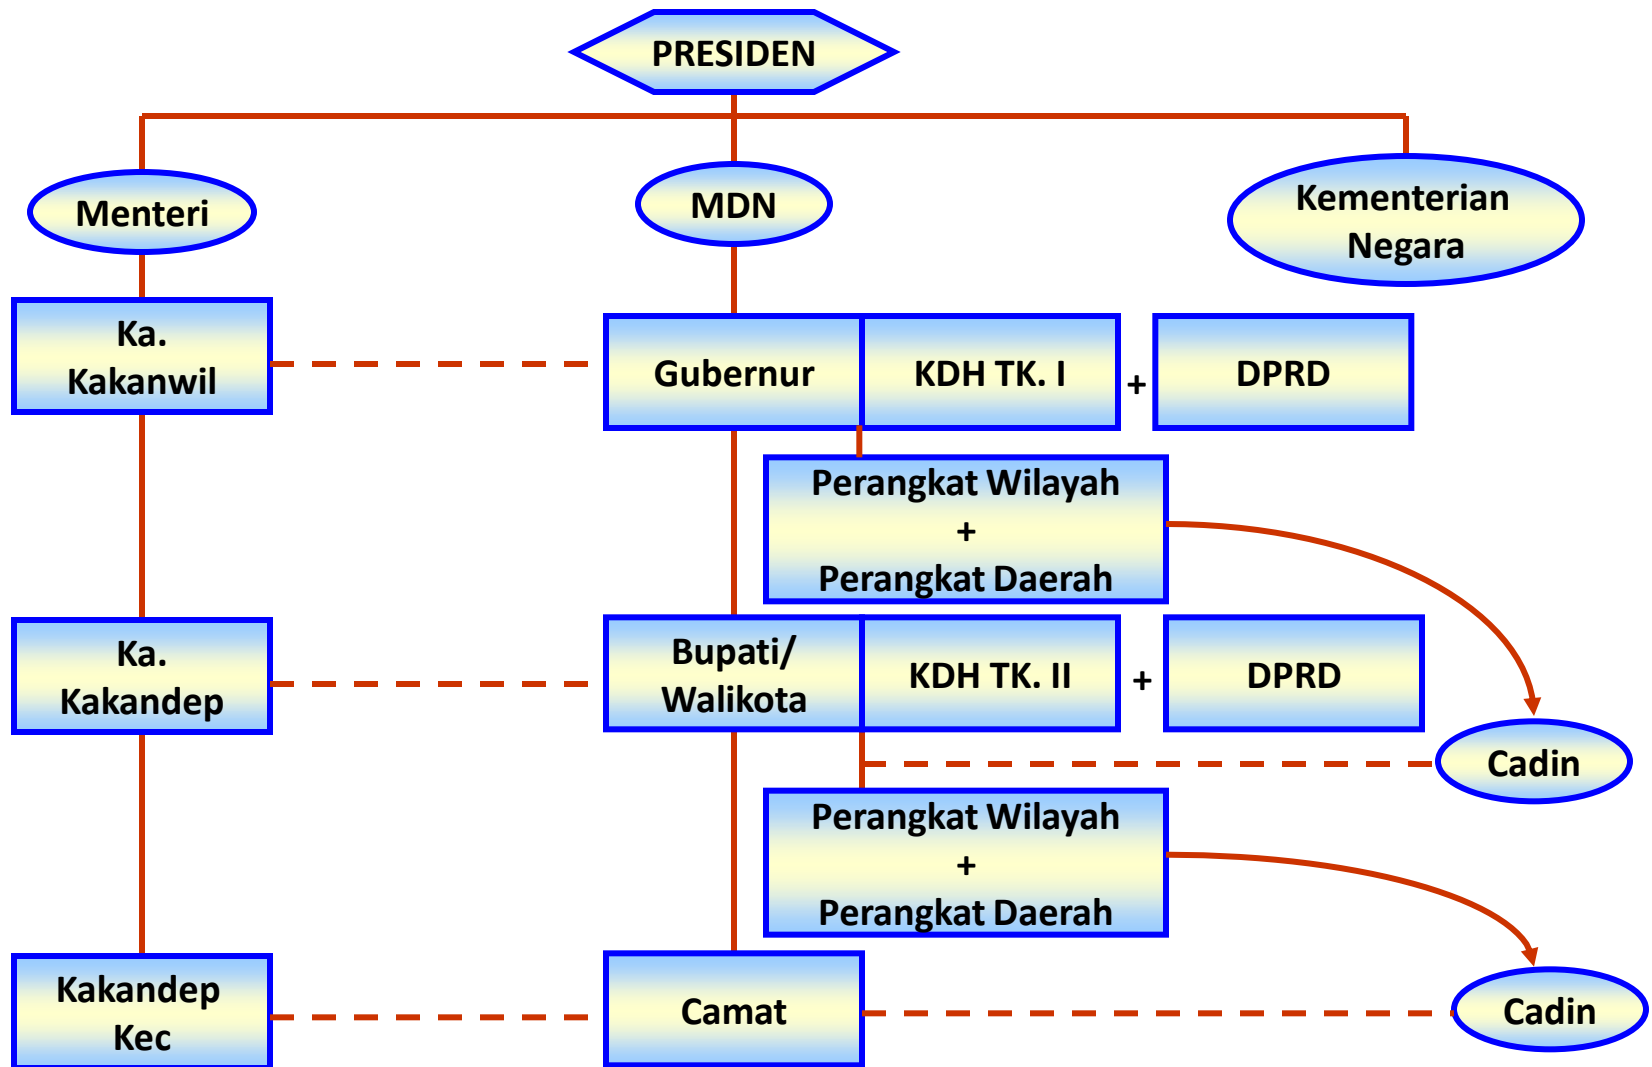 PRESIDEN
Menteri
MDN
Kementerian
Negara
Ka.
Kakanwil
Gubernur
KDH TK. I
+
DPRD
Perangkat Wilayah
+
Perangkat Daerah
Ka.
Kakandep
Bupati/
Walikota
KDH TK. II
+
DPRD
Cadin
Perangkat Wilayah
+
Perangkat Daerah
Kakandep
Kec
Camat
Cadin